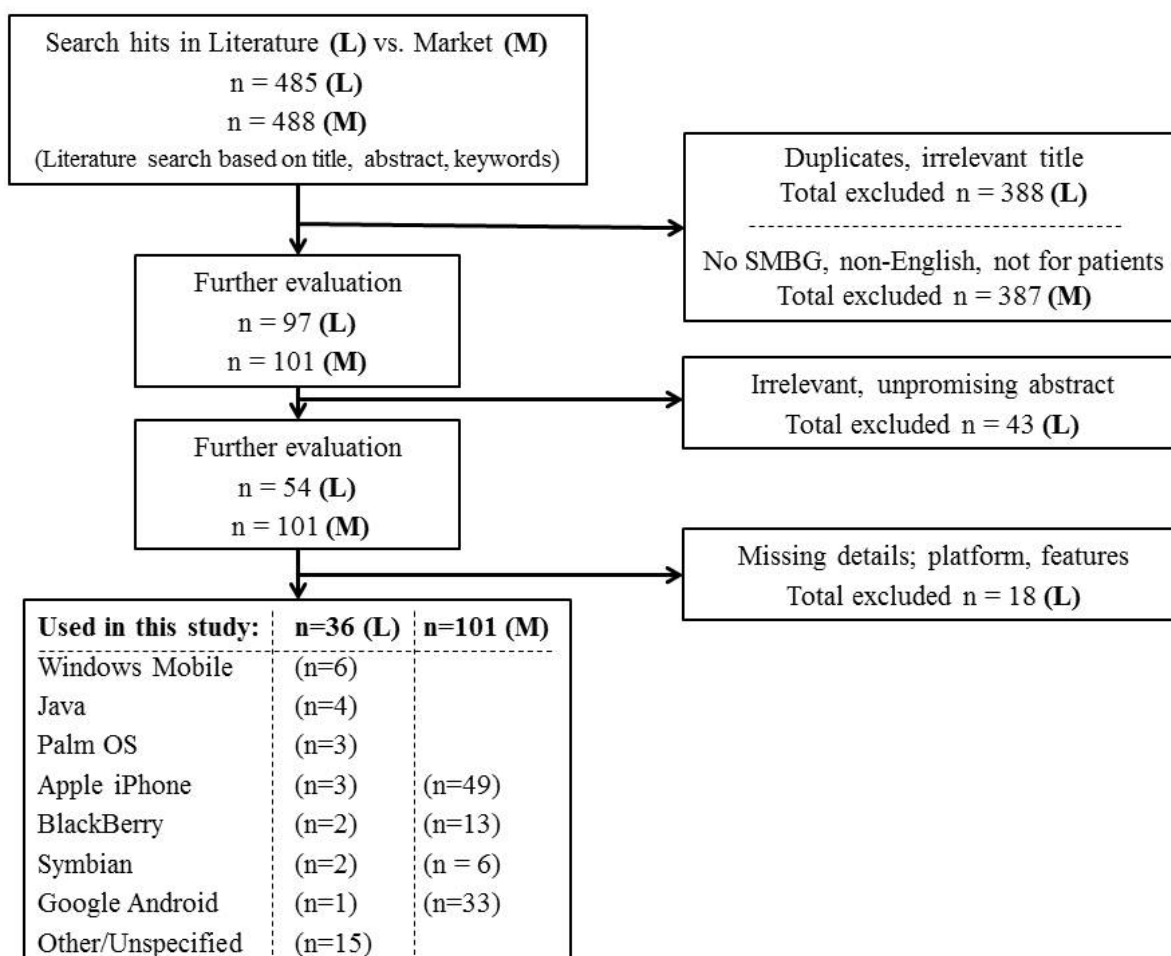 Search hits in Literature (L) vs. Market (M)
n = 485 (L)
n = 488 (M)
(Literature search based on title, abstract, keywords)
Duplicates, irrelevant title
Total excluded n = 388 (L)
No SMBG, non-English, not for patients
Total excluded n = 387 (M)
Further evaluation
n = 97 (L)
n = 101 (M)
Irrelevant, unpromising abstract
Total excluded n = 43 (L)
Further evaluation
n = 54 (L)
n = 101 (M)
Missing details; platform, features
Total excluded n = 18 (L)
Used in this study: n=36 (L) n=101 (M)
Windows Mobile (n=6)
Java (n=4)
Palm OS (n=3)
Apple iPhone (n=3) (n=49)
BlackBerry (n=2) (n=13)
Symbian (n=2) (n = 6)
Google Android (n=1) (n=33)
Other/Unspecified (n=15)